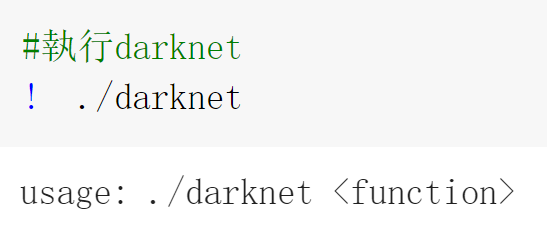 #執行darknet
! ./darknet
usage: ./darknet <function>